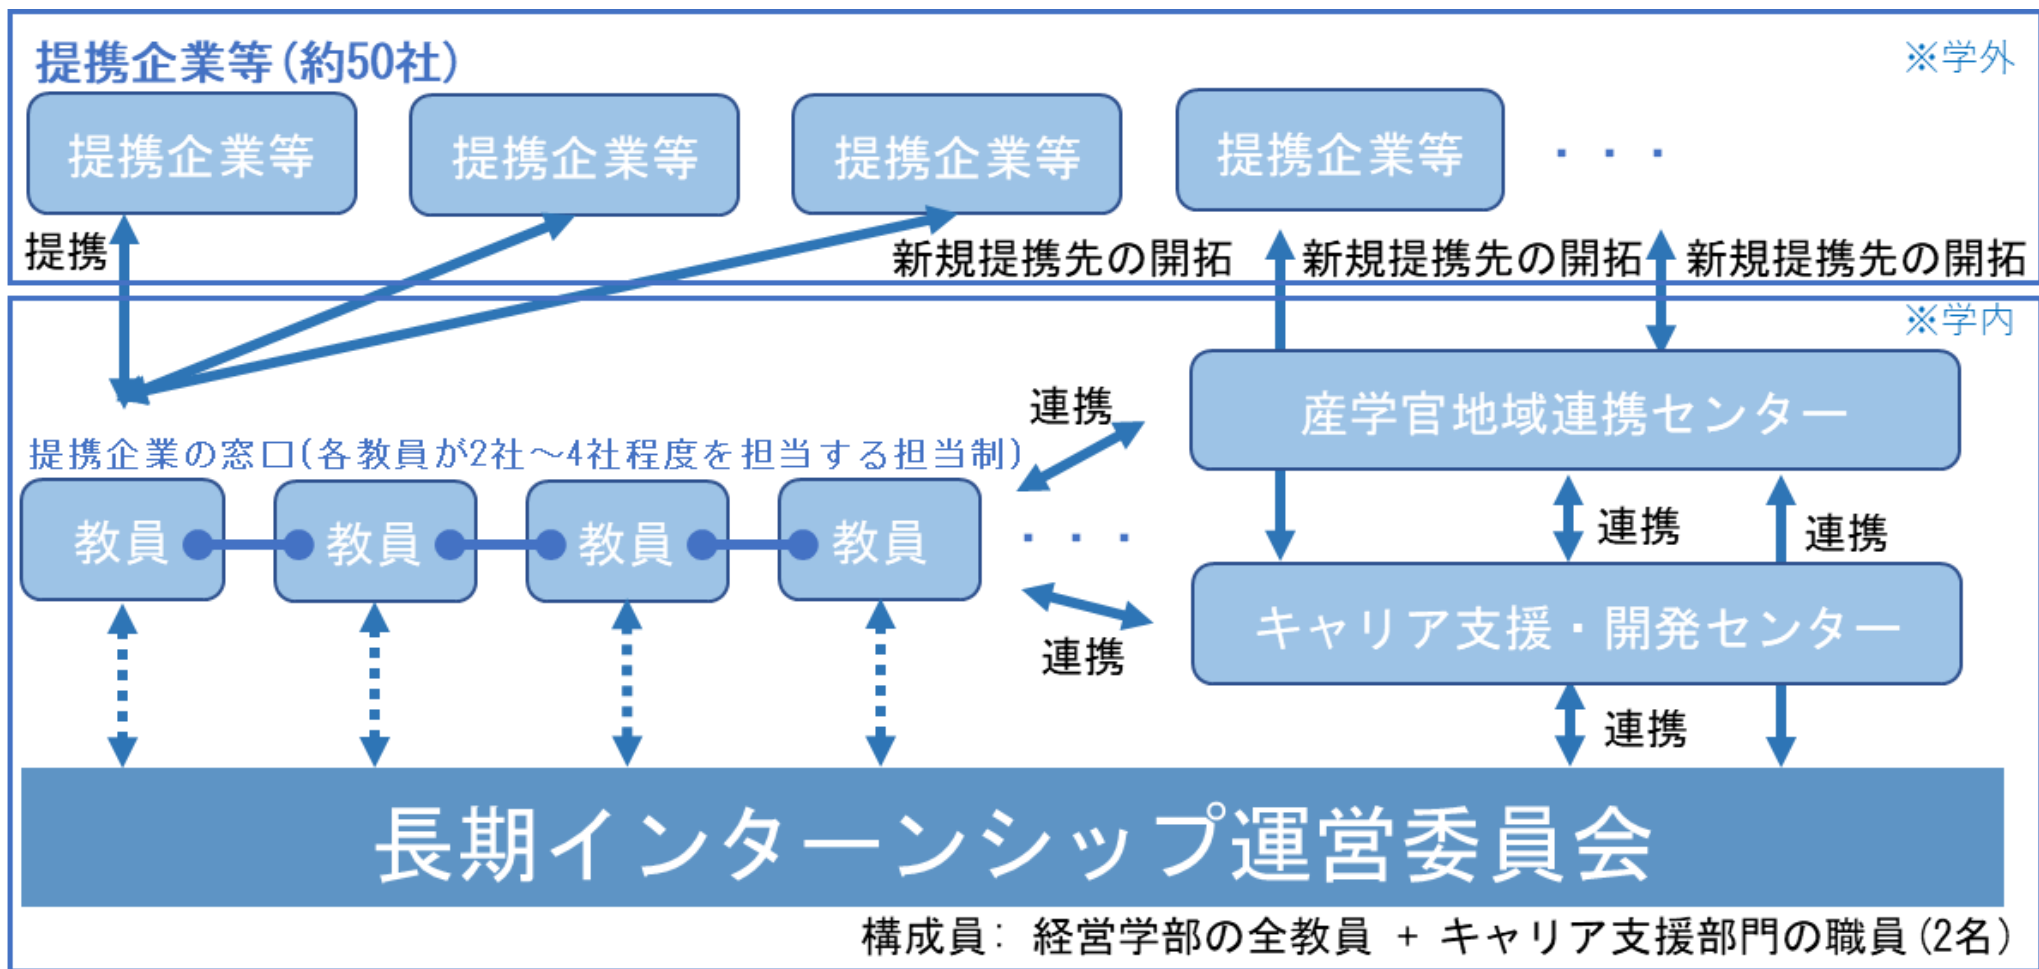 提携企業等(約50社)
※学外
提携企業等
提携企業等
提携企業等
提携企業等
・・・
提携
新規提携先の開拓
新規提携先の開拓
新規提携先の開拓
※学内
産学官地域連携センター
連携
提携企業の窓口(各教員が2社～4社程度を担当する担当制)
教員
教員
教員
教員
・・・
連携
連携
キャリア支援・開発センター
連携
連携
長期インターンシップ運営委員会
構成員: 経営学部の全教員 + キャリア支援部門の職員(2名)